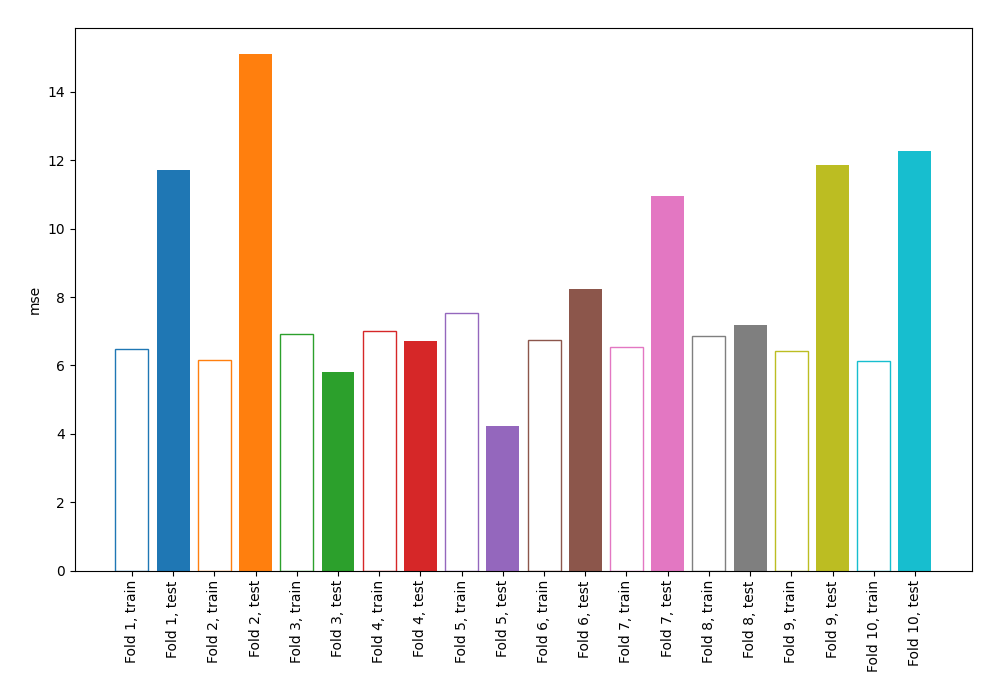 14
12
10
8
6
4
2
0
mse
Fold 1, train
Fold 1, test
Fold 2, train
Fold 2, test
Fold 3, train
Fold 3, test
Fold 4, train
Fold 4, test
Fold 5, train
Fold 5, test
Fold 6, train
Fold 6, test
Fold 7, train
Fold 7, test
Fold 8, train
Fold 8, test
Fold 9, train
Fold 9, test
Fold 10, train
Fold 10, test